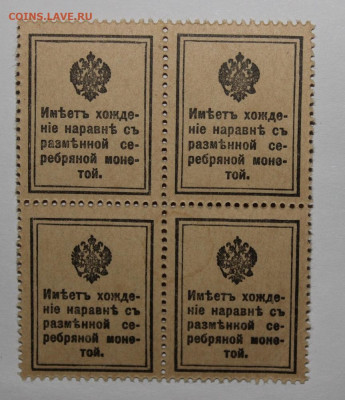 COINS.LAVE.RU
Имѣетъ хожде-
ніе наравнѣ съ
размѣнной се-
ребряной моне-
той.
Имѣетъ хожде-
ніе наравнѣ съ
размѣнной се-
ребряной моне-
той.
Имѣетъ хожде-
ніе наравнѣ съ
размѣнной се-
ребряной моне-
той.
Имѣетъ хожде-
ніе наравнѣ съ
размѣнной се-
ребряной моне-
той.